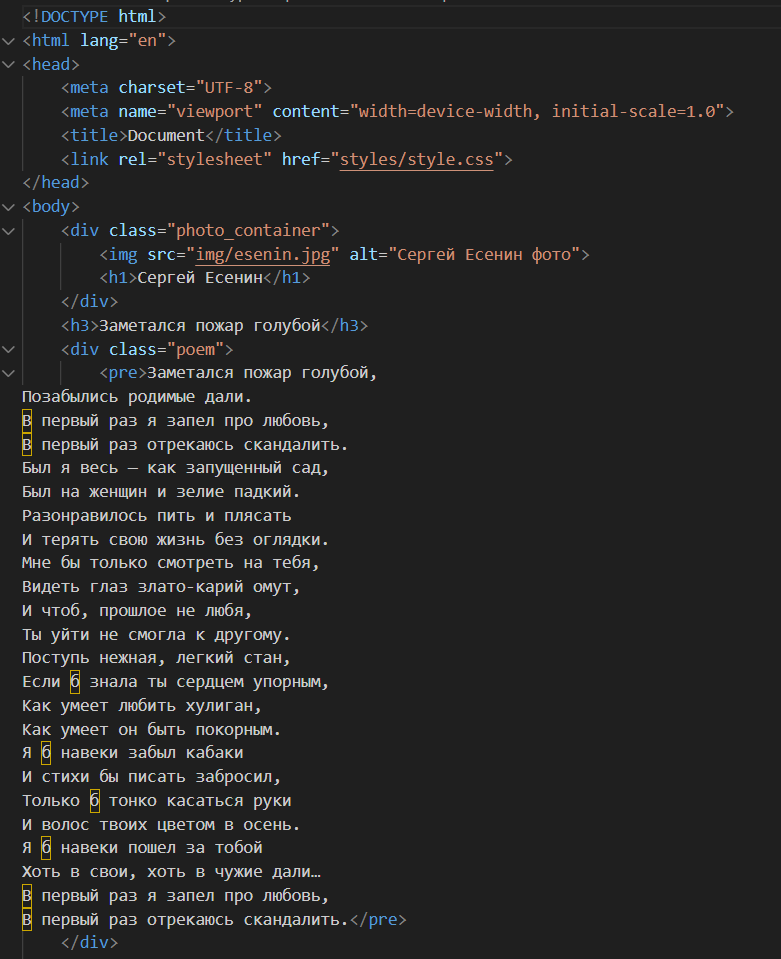 <!DOCTYPE html>
<html lang="en">
<head>
    <meta charset="UTF-8">
    <meta name="viewport" content="width=device-width, initial-scale=1.0">
    <title>Document</title>
    <link rel="stylesheet" href="styles/style.css">
</head>
<body>
    <div class="photo_container">
        <img src="img/esenin.jpg" alt="Сергей Есенин фото">
        <h1>Сергей Есенин</h1>
    </div>
    <h3>Заметался пожар голубой</h3>
    <div class="poem">
        <pre>Заметался пожар голубой,
Позабылись родимые дали.
В первый раз я запел про любовь,
В первый раз отрекаюсь скандалить.
Был я весь — как запущенный сад,
Был на женщин и зелие падкий.
Разонравилось пить и плясать
И терять свою жизнь без оглядки.
Мне бы только смотреть на тебя,
Видеть глаз злато-карий омут,
И чтоб, прошлое не любя,
Ты уйти не смогла к другому.
Поступь нежная, легкий стан,
Если б знала ты сердцем упорным,
Как умеет любить хулиган,
Как умеет он быть покорным.
Я б навеки забыл кабаки
И стихи бы писать забросил,
Только б тонко касаться руки
И волос твоих цветом в осень.
Я б навеки пошел за тобой
Хоть в свои, хоть в чужие дали…
В первый раз я запел про любовь,
В первый раз отрекаюсь скандалить.</pre>
    </div>